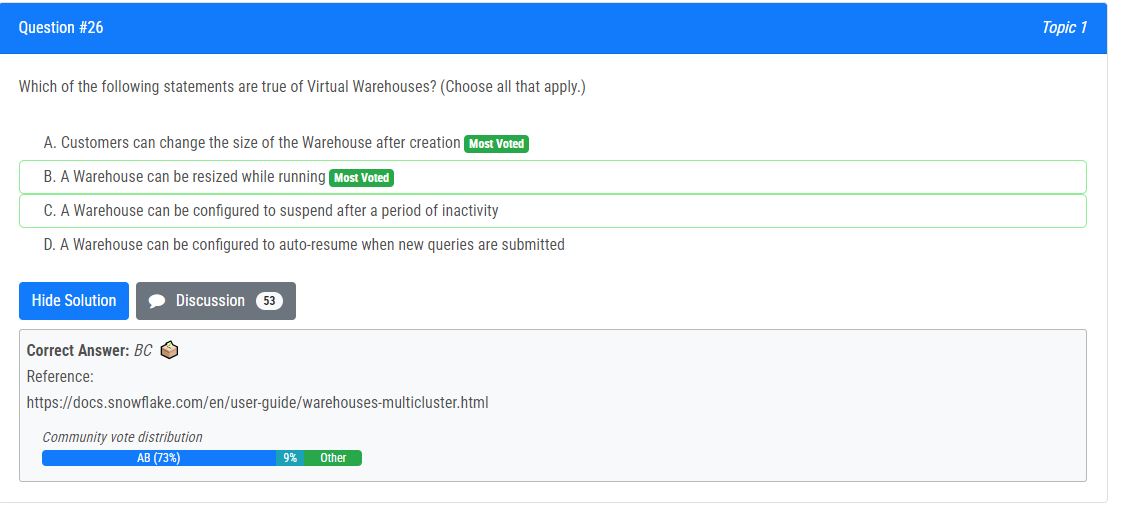 Question #26
Topic 1
Which of the following statements are true of Virtual Warehouses? (Choose all that apply.)
A. Customers can change the size of the Warehouse after creation Most Voted
B. A Warehouse can be resized while running Most Voted
C. A Warehouse can be configured to suspend after a period of inactivity
D. A Warehouse can be configured to auto-resume when new queries are submitted
Hide Solution Discussion 53
Correct Answer: BC
Reference:
https://docs.snowflake.com/en/user-guide/warehouses-multicluster.html
Community vote distribution
AB (73%) 9% Other